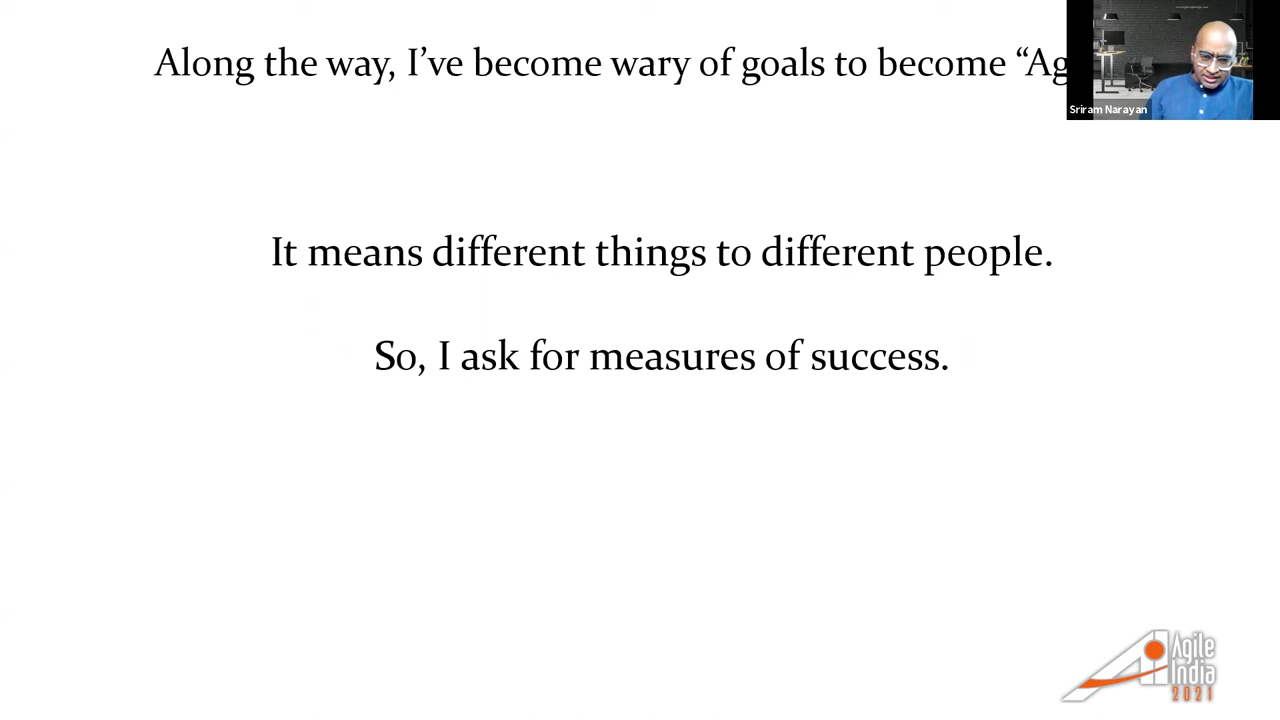 Along the way, I’ve become wary of goals to become
Sriram Narayan
It means different things to different people.
So, I ask for measures of success.
Agile
India
2021